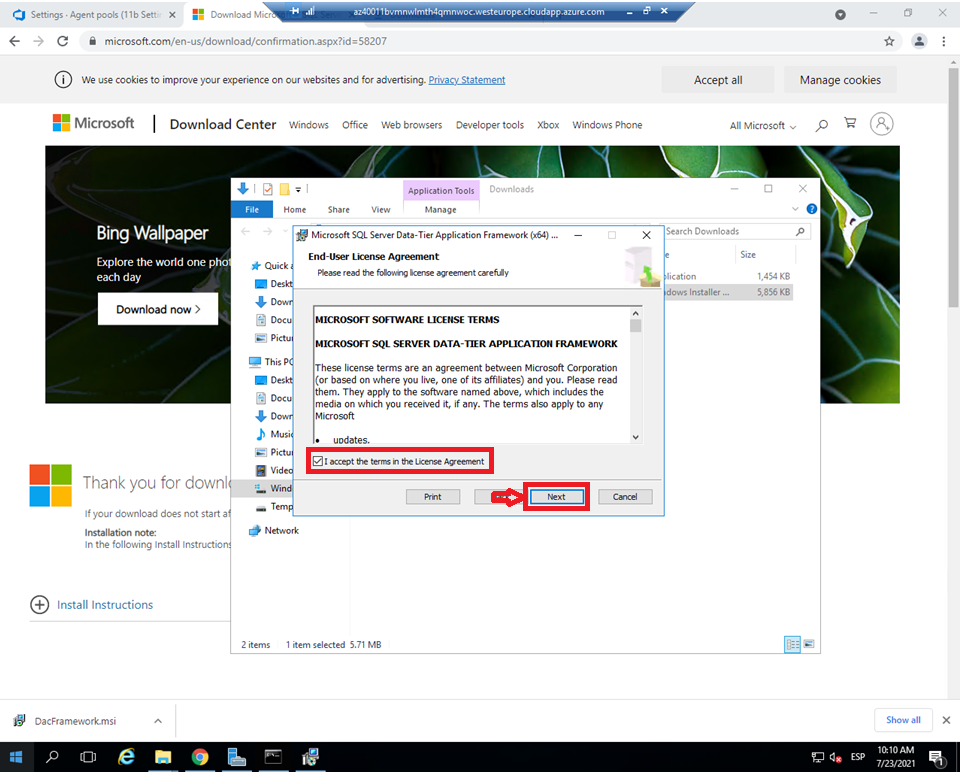 Settings - Agent pools (11b Setti
Download Micros
az40011bvmnwlmth4qmnwoc.westeurope.cloudapp.azure.com
microsoft.com/en-us/download/confirmation.aspx?id=58207
We use cookies to improve your experience on our websites and for advertising. Privacy Statement
Accept all
Manage cookies
Microsoft
Download Center
Windows
Office
Web browsers
Developer tools
Xbox
Windows Phone
All Microsoft
Bing Wallpaper
Explore the world one phot
each day
Download now >
Application Tools
Downloads
File
Home
Share
View
Manage
Search Downloads
Size
Quick a
Deskt
Down
Docu
Pictu
This PC
Deskt
Docu
Down
Music
Pictu
Video
Wind
Temp
Network
plication
1,454 KB
ndows Installer ...
5,856 KB
Microsoft SQL Server Data-Tier Application Framework (x64) ...
End-User License Agreement
Please read the following license agreement carefully
MICROSOFT SOFTWARE LICENSE TERMS
MICROSOFT SQL SERVER DATA-TIER APPLICATION FRAMEWORK
These license terms are an agreement between Microsoft Corporation
(or based on where you live, one of its affiliates) and you. Please read
them. They apply to the software named above, which includes the
media on which you received it, if any. The terms also apply to any
Microsoft
• updates,
I accept the terms in the License Agreement
Print
Next
Cancel
Thank you for downlo
If your download does not start af
Installation note:
In the following Install Instructions
Install Instructions
2 items
1 item selected 5.71 MB
DacFramework.msi
Show all
ESP
10:10 AM
7/23/2021
1